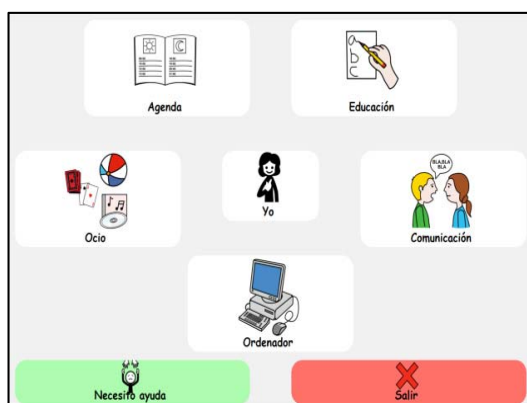 Agenda
Educación
BLA,BLA
BLA
Ocio
Yo
Comunicación
Ordenador
Necesito ayuda
Salir